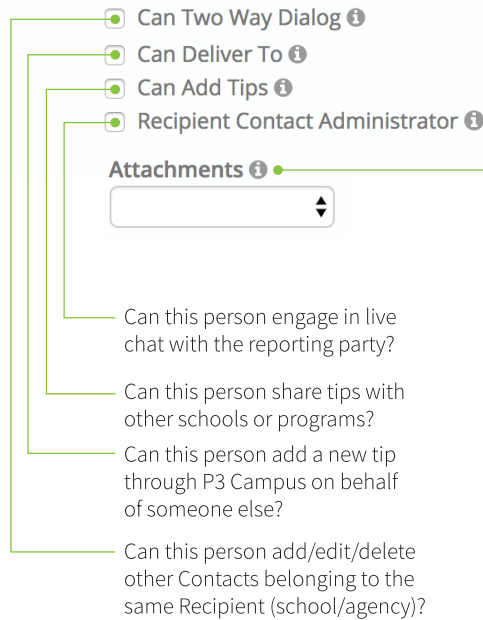 Can Two Way Dialog
Can Deliver To
Can Add Tips
Recipient Contact Administrator
Attachments
Can this person engage in live
chat with the reporting party?
Can this person share tips with
other schools or programs?
Can this person add a new tip
through P3 Campus on behalf
of someone else?
Can this person add/edit/delete
other Contacts belonging to the
same Recipient (school/agency)?